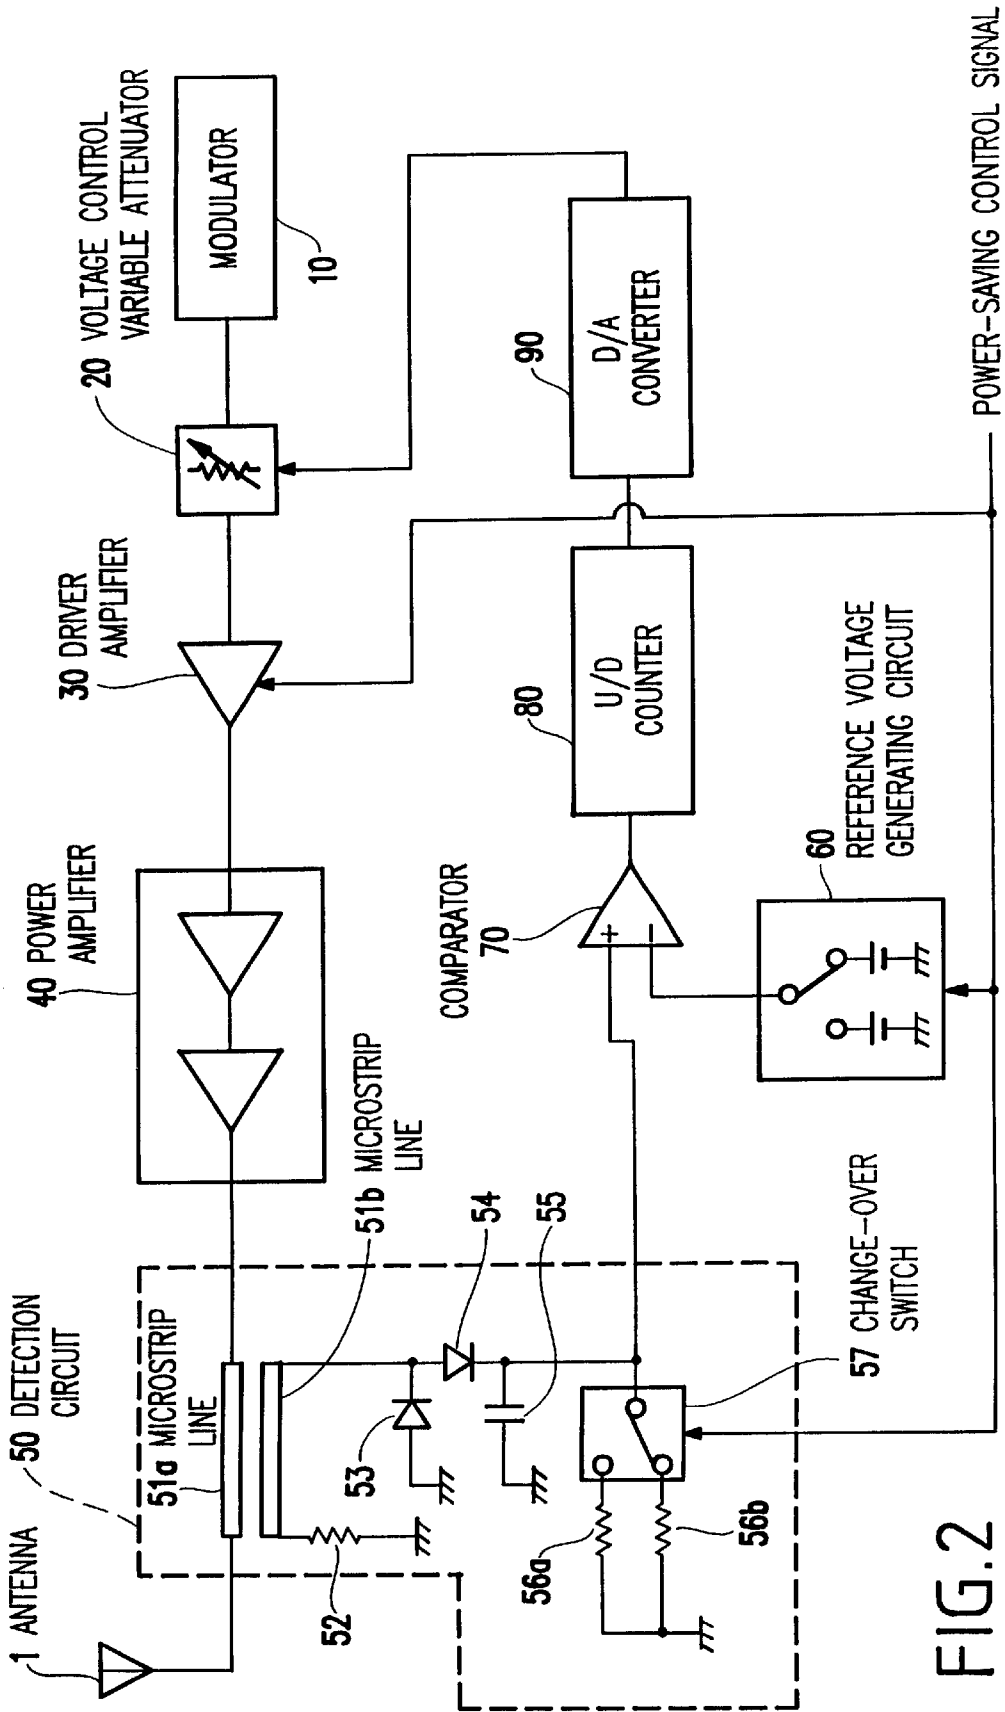 1 ANTENNA
50 DETECTION
CIRCUIT
51a MICROSTRIP
LINE
51b MICROSTRIP
LINE
52
53
54
55
56a
56b
57 CHANGE-OVER
SWITCH
40 POWER
AMPLIFIER
30 DRIVER
AMPLIFIER
20 VOLTAGE CONTROL
VARIABLE ATTENUATOR
MODULATOR
10
COMPARATOR
70
+
−
80
U/D
COUNTER
90
D/A
CONVERTER
60
REFERENCE VOLTAGE
GENERATING CIRCUIT
POWER-SAVING CONTROL SIGNAL
FIG.2